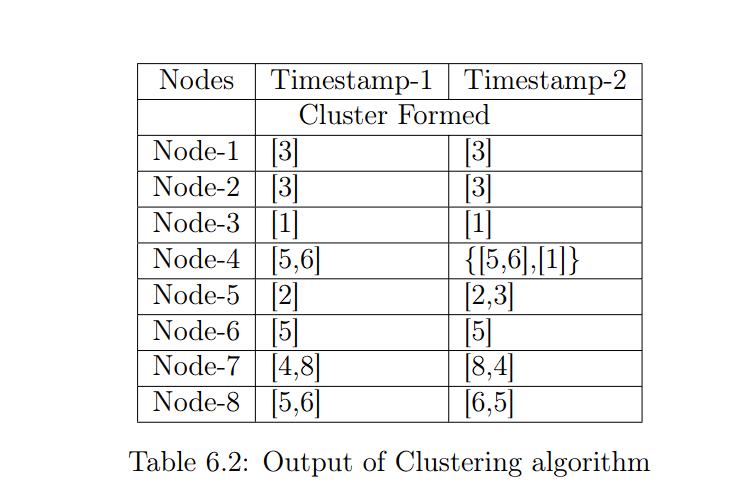 Nodes Timestamp-1 Timestamp-2
Cluster Formed
Node-1 [3] [3]
Node-2 [3] [3]
Node-3 [1] [1]
Node-4 [5,6] {[5,6],[1]}
Node-5 [2] [2,3]
Node-6 [5] [5]
Node-7 [4,8] [8,4]
Node-8 [5,6] [6,5]
Table 6.2: Output of Clustering algorithm